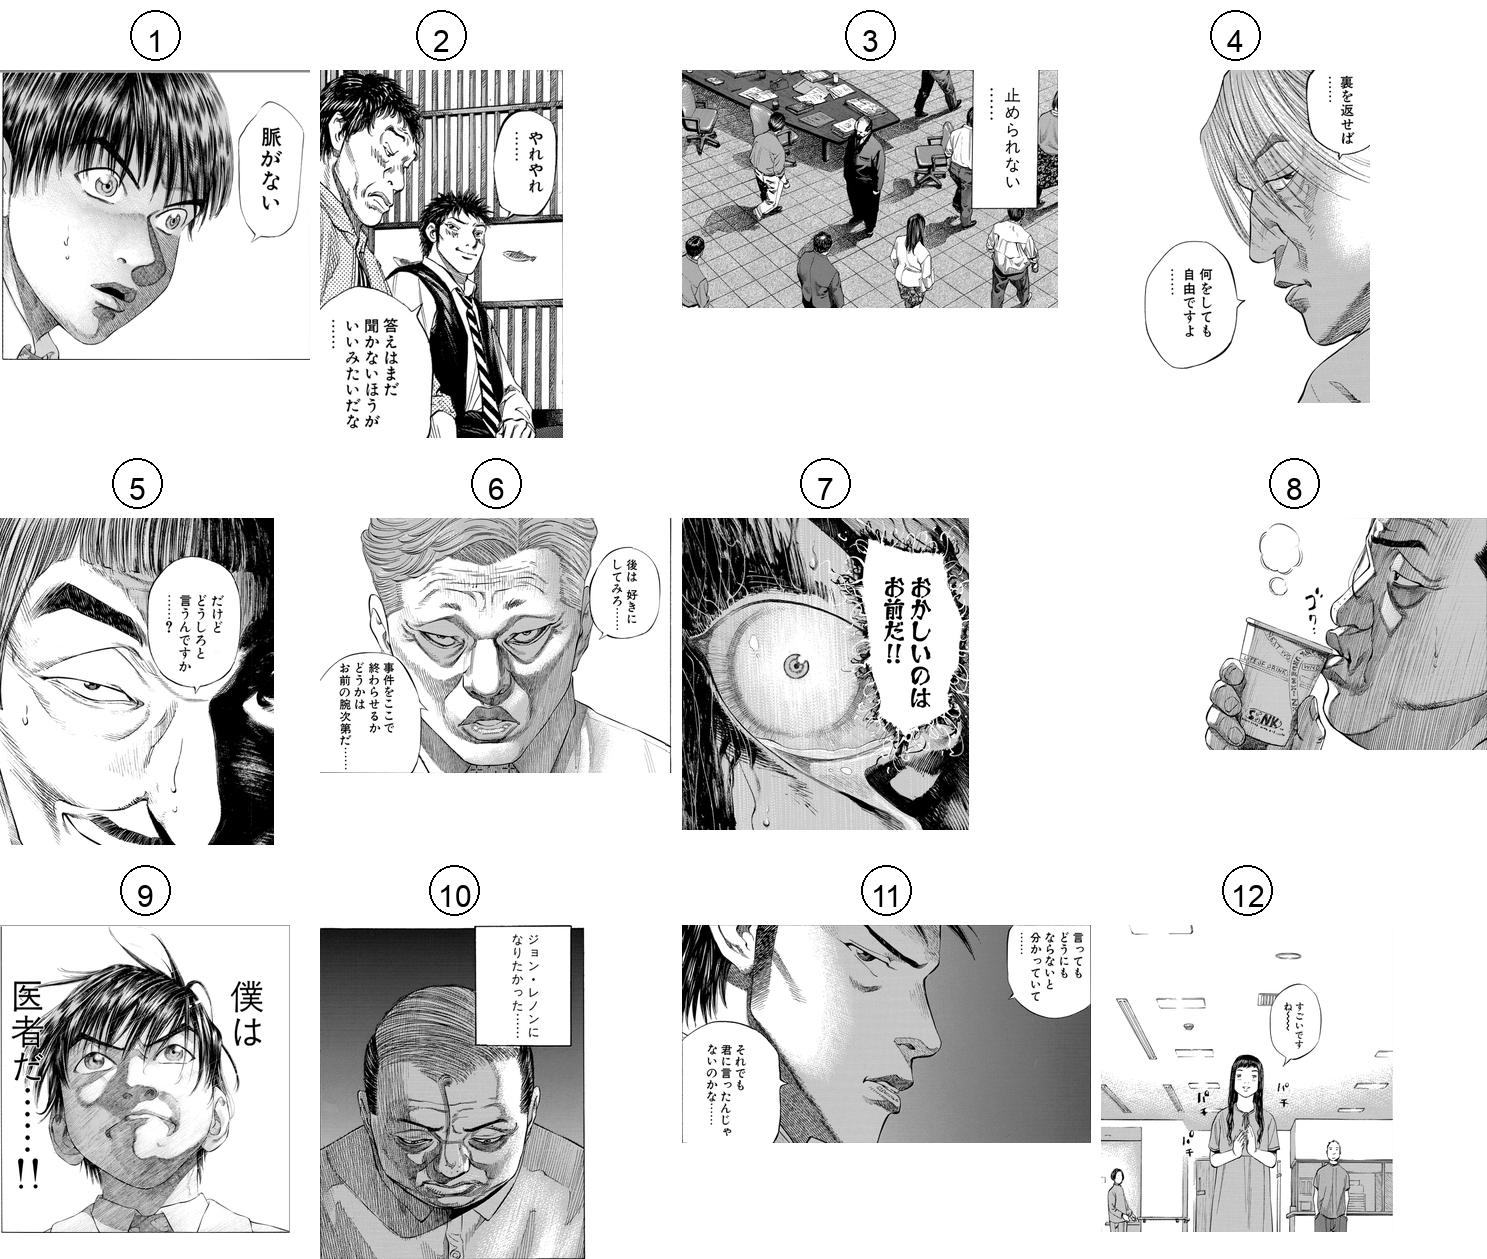 1
脈がない
2
やれやれ
……
答えはまだ
聞かないほうが
いいみたいだな
……
3
止められない
……
4
裏を返せば
……
何をしても
自由ですよ
……
5
だけど
どうしろと
言うんですか
……?
6
後は 好きに
してみろ……
事件をここで
終わらせるか
どうかは
お前の腕次第だ……
7
おかしいのは
お前だ!!
8
ゴク…
9
僕は
医者だ………!!
10
ジョン・レノンに
なりたかった……
11
言っても
どうにも
ならないと
分かっていて
……
それでも
君に言ったんじゃ
ないのかな……
12
すごいです
ね~~~
パチ
パチ
パチ